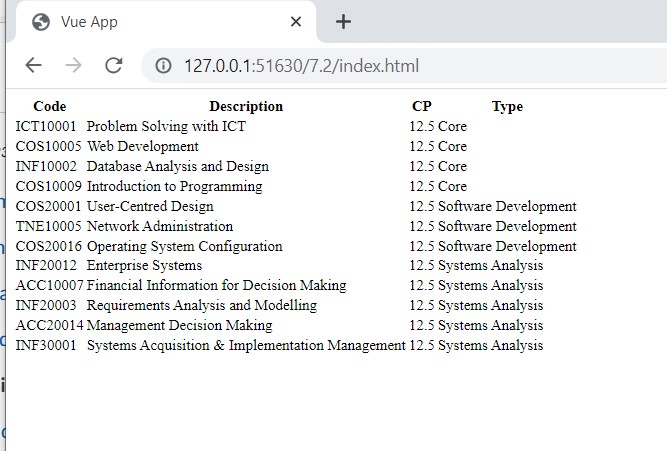 Vue App
127.0.0.1:51630/7.2/index.html
Code Description CP Type
ICT10001 Problem Solving with ICT 12.5 Core
COS10005 Web Development 12.5 Core
INF10002 Database Analysis and Design 12.5 Core
COS10009 Introduction to Programming 12.5 Core
COS20001 User-Centred Design 12.5 Software Development
TNE10005 Network Administration 12.5 Software Development
COS20016 Operating System Configuration 12.5 Software Development
INF20012 Enterprise Systems 12.5 Systems Analysis
ACC10007 Financial Information for Decision Making 12.5 Systems Analysis
INF20003 Requirements Analysis and Modelling 12.5 Systems Analysis
ACC20014 Management Decision Making 12.5 Systems Analysis
INF30001 Systems Acquisition & Implementation Management 12.5 Systems Analysis